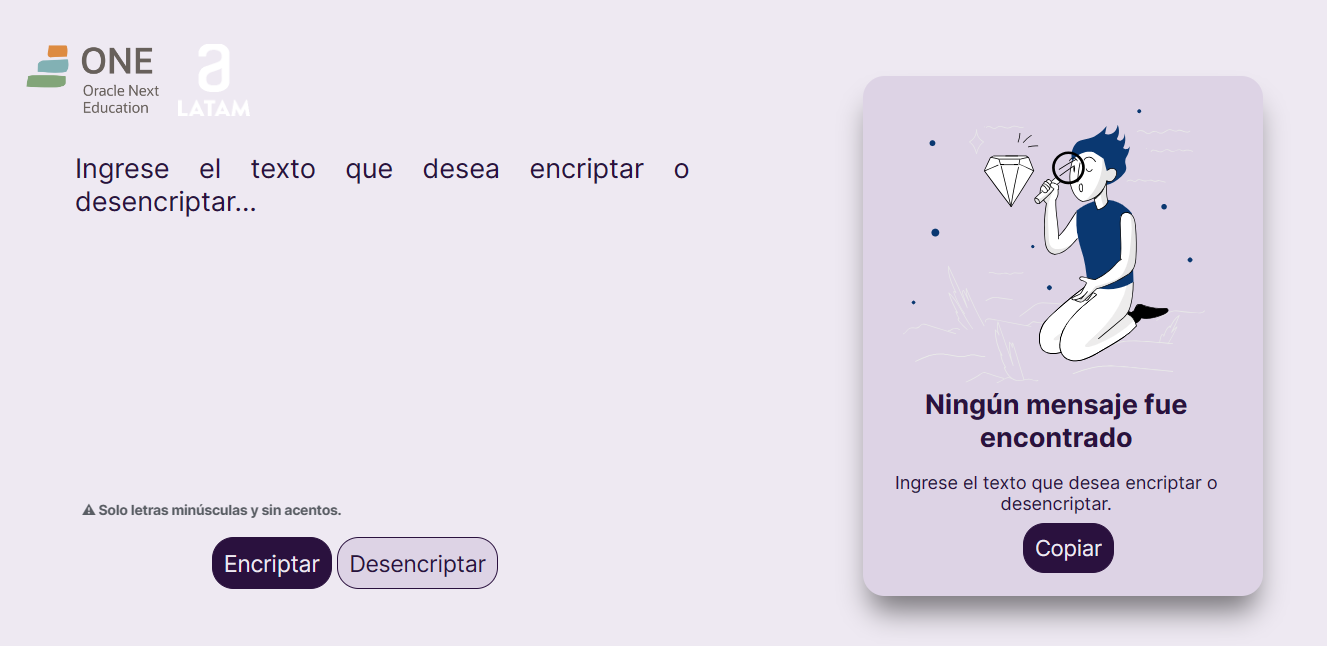 ONE
Oracle Next
Education
a
LATAM
Ingrese el texto que desea encriptar o
desencriptar...
⚠ Solo letras minúsculas y sin acentos.
Encriptar
Desencriptar
Ningún mensaje fue
encontrado
Ingrese el texto que desea encriptar o
desencriptar.
Copiar